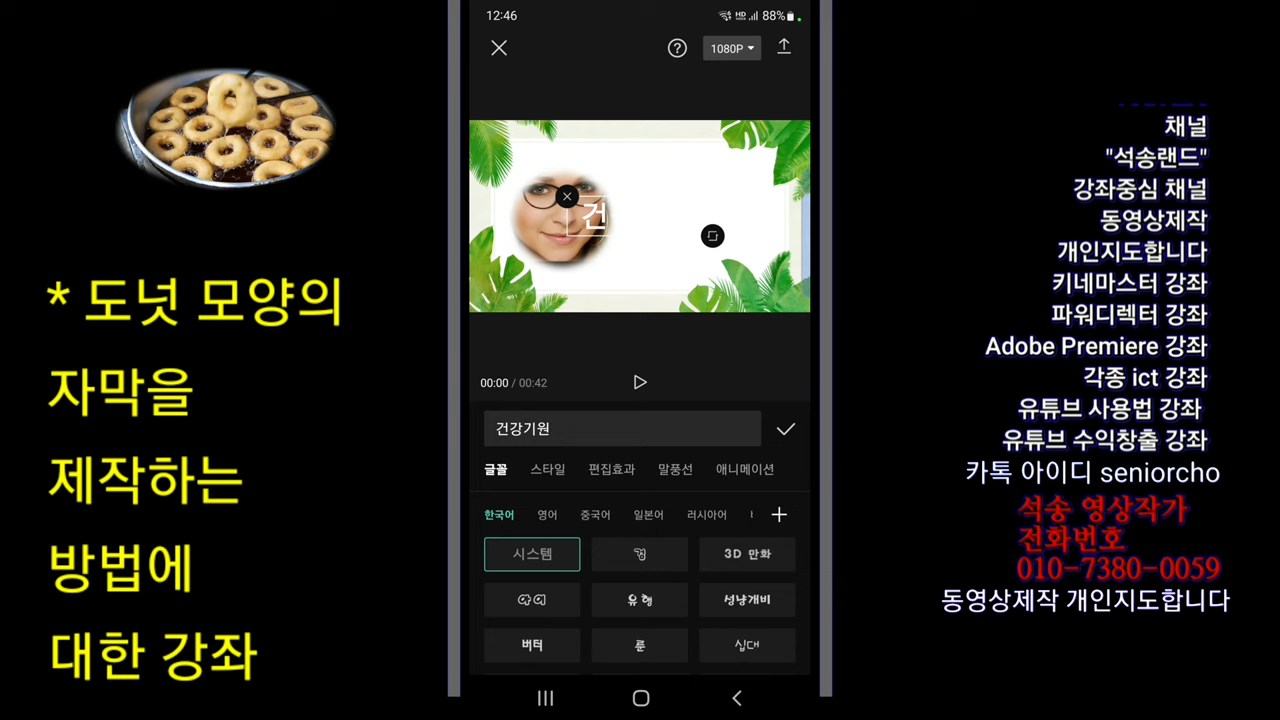 * 도넛 모양의
자막을
제작하는
방법에
대한 강좌
12:46
HD
88%
1080P
건
00:00 / 00:42
건강기원
글꼴 스타일 편집효과 말풍선 애니메이션
한국어 영어 중국어 일본어 러시아어
시스템 3D 만화
유행 성냥개비
버터 룬 십대
채널
"석송랜드"
강좌중심 채널
동영상제작
개인지도합니다
키네마스터 강좌
파워디렉터 강좌
Adobe Premiere 강좌
각종 ict 강좌
유튜브 사용법 강좌
유튜브 수익창출 강좌
카톡 아이디 seniorcho
석송 영상작가
전화번호
010-7380-0059
동영상제작 개인지도합니다